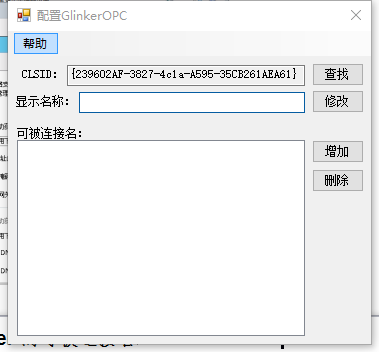 配置GlinkerOPC
帮助
CLSID: {239602AF-3827-4c1a-A595-35CB261AEA61} 查找
显示名称: 修改
可被连接名:
增加
删除